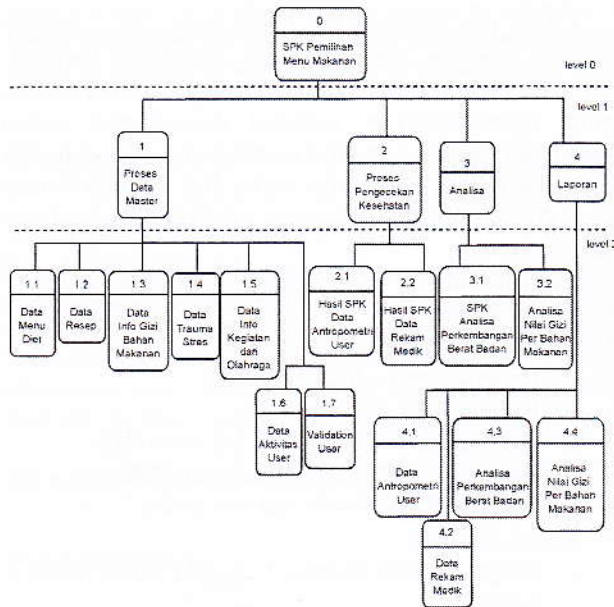 0
SPK Pemilihan
Menu Makanan
level 0
level 1
1
Proses
Data
Master
2
Proses
Pengecekan
Kesehatan
3
Analisa
4
Laporan
level 2
1.1
Data
Menu
Diet
1.2
Data
Resep
1.3
Data
Info Gizi
Bahan
Makanan
1.4
Data
Trauma
Stres
1.5
Data
Info
Kegiatan
dan
Olahraga
2.1
Hasil SPK
Data
Antropometri
User
2.2
Hasil SPK
Data
Rekam
Medik
3.1
SPK
Analisa
Perkembangan
Berat Badan
3.2
Analisa
Nilai Gizi
Per Bahan
Makanan
1.6
Data
Aktivitas
User
1.7
Validation
User
4.1
Data
Antropometri
User
4.3
Analisa
Perkembangan
Berat Badan
4.4
Analisa
Nilai Gizi
Per Bahan
Makanan
4.2
Data
Rekam
Medik